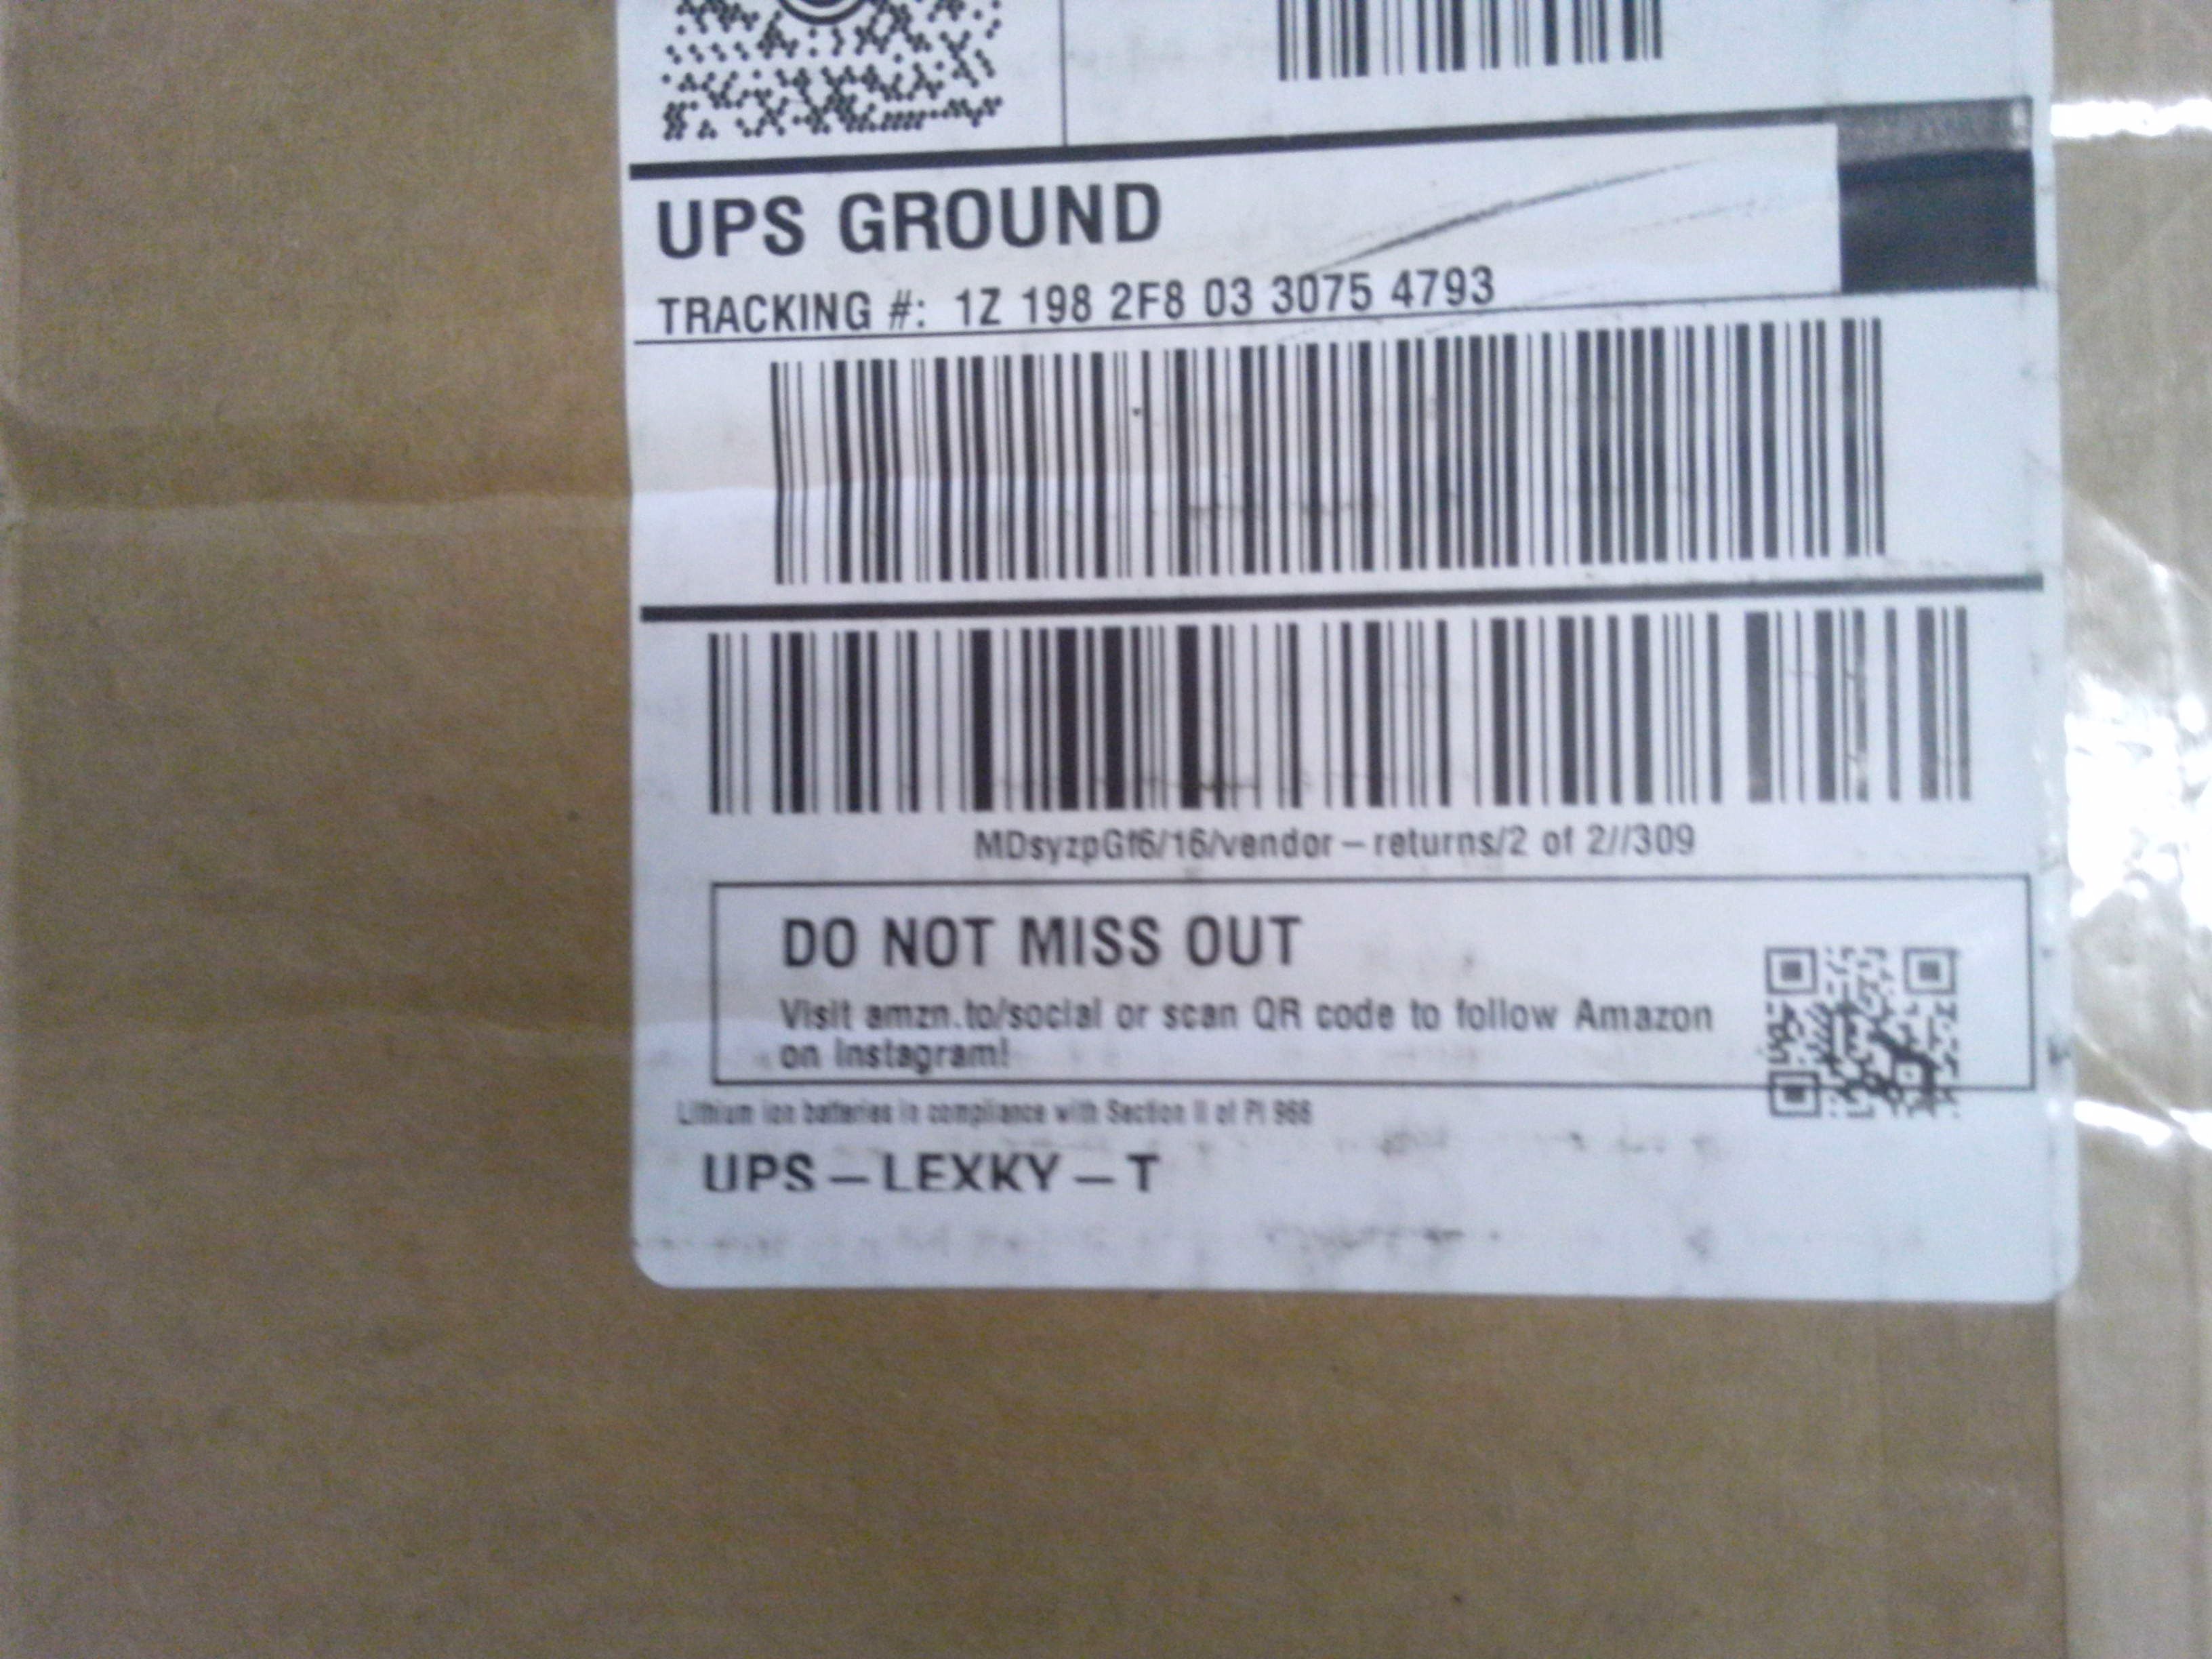 UPS GROUND
TRACKING #: 1Z 198 2F8 03 3075 4793
MDsyzpGf6/16/vendor-returns/2 of 2//309
DO NOT MISS OUT
Visit amzn.to/social or scan QR code to follow Amazon
on Instagram!
Lithium ion batteries in compliance with Section II of PI 966
UPS-LEXKY-T